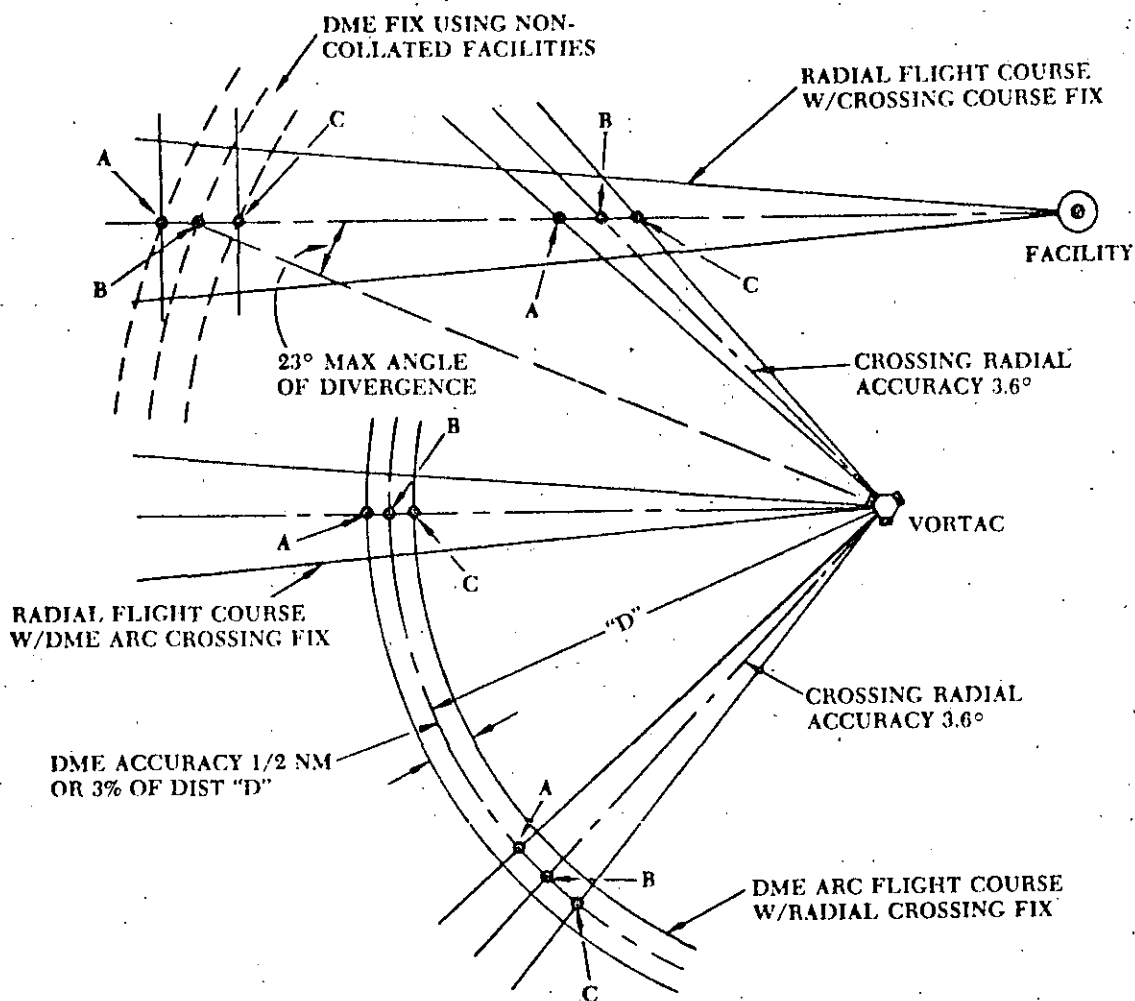 DME FIX USING NON-
COLLATED FACILITIES
RADIAL FLIGHT COURSE
W/CROSSING COURSE FIX
A
C
B
B
A
C
FACILITY
23° MAX ANGLE
OF DIVERGENCE
CROSSING RADIAL
ACCURACY 3.6°
B
A
C
VORTAC
RADIAL FLIGHT COURSE
W/DME ARC CROSSING FIX
"D"
CROSSING RADIAL
ACCURACY 3.6°
DME ACCURACY 1/2 NM
OR 3% OF DIST "D"
A
B
DME ARC FLIGHT COURSE
W/RADIAL CROSSING FIX
C